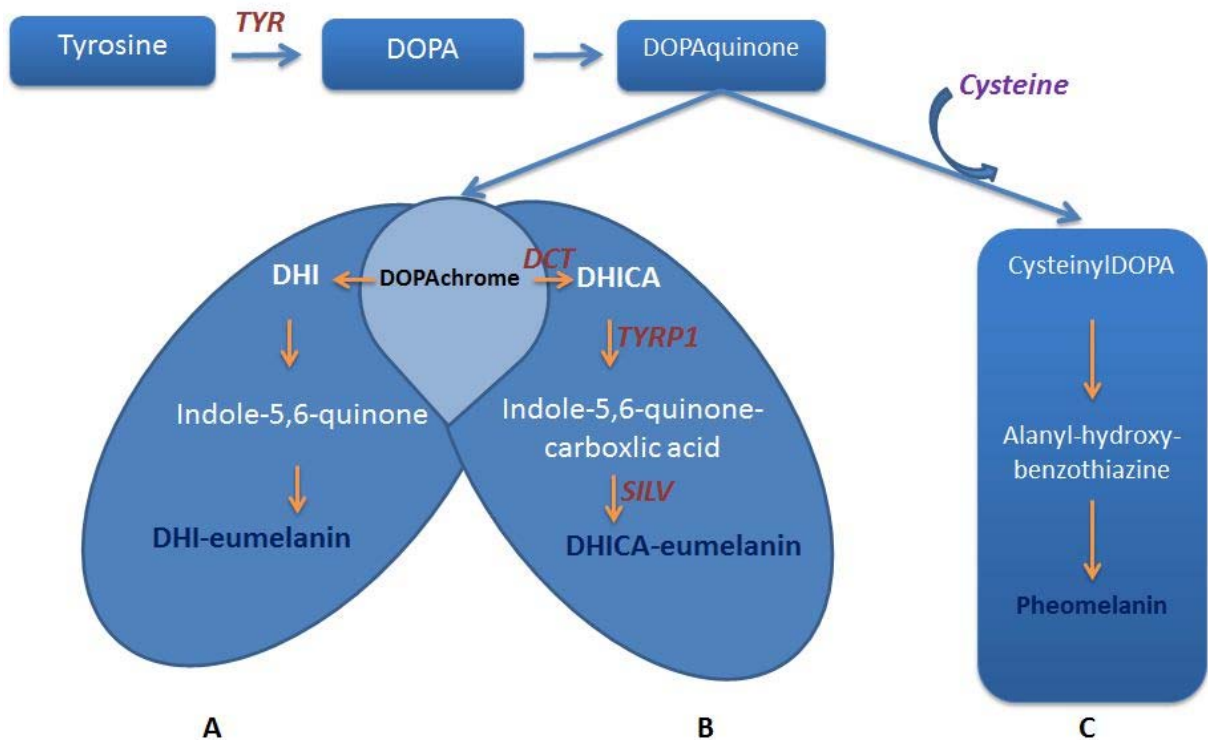 TYR
Tyrosine
DOPA
DOPAquinone
Cysteine
DHI
DOPAchrome
DCT
DHICA
TYRP1
Indole-5,6-quinone
Indole-5,6-quinone-
carboxlic acid
SILV
DHI-eumelanin
DHICA-eumelanin
CysteinylDOPA
Alanyl-hydroxy-
benzothiazine
Pheomelanin
A
B
C